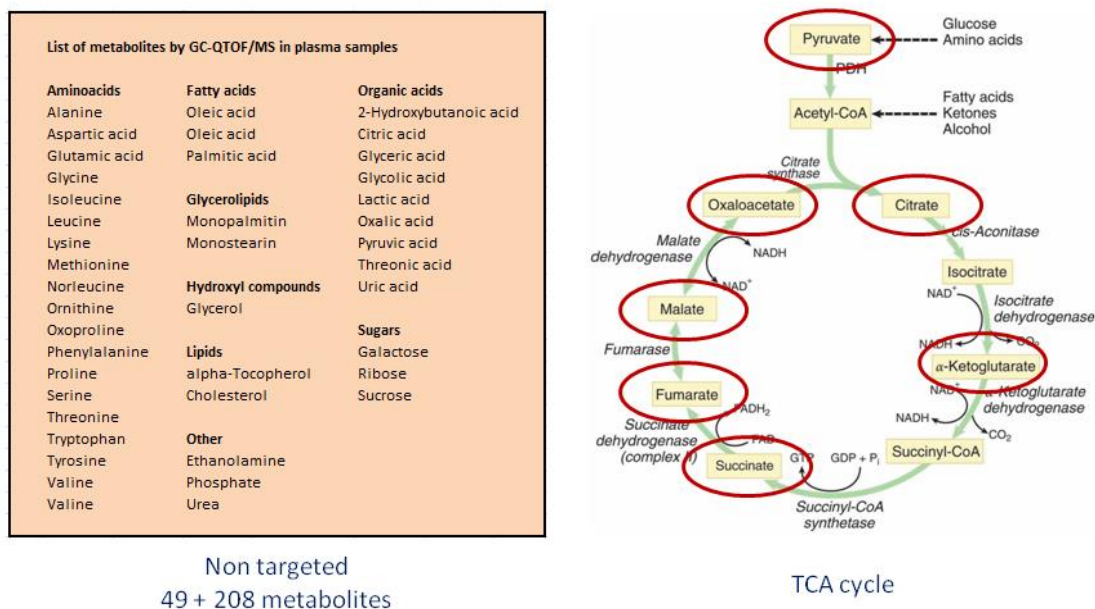 List of metabolites by GC-QTOF/MS in plasma samples
Aminoacids
Alanine
Aspartic acid
Glutamic acid
Glycine
Isoleucine
Leucine
Lysine
Methionine
Norleucine
Ornithine
Oxoproline
Phenylalanine
Proline
Serine
Threonine
Tryptophan
Tyrosine
Valine
Valine
Fatty acids
Oleic acid
Oleic acid
Palmitic acid
Glycerolipids
Monopalmitin
Monostearin
Hydroxyl compounds
Glycerol
Lipids
alpha-Tocopherol
Cholesterol
Other
Ethanolamine
Phosphate
Urea
Organic acids
2-Hydroxybutanoic acid
Citric acid
Glyceric acid
Glycolic acid
Lactic acid
Oxalic acid
Pyruvic acid
Threonic acid
Uric acid
Sugars
Galactose
Ribose
Sucrose
Non targeted
49 + 208 metabolites
Pyruvate
Glucose
Amino acids
PDH
Acetyl-CoA
Fatty acids
Ketones
Alcohol
Citrate
synthase
Oxaloacetate
Citrate
cis-Aconitase
Malate
dehydrogenase
NADH
NAD+
Isocitrate
NAD+
Isocitrate
dehydrogenase
NADH
CO2
Malate
Fumarase
α-Ketoglutarate
NAD+
α-Ketoglutarate
dehydrogenase
NADH
CO2
Fumarate
FADH2
FAD
Succinate
dehydrogenase
(complex II)
Succinate
GTP
GDP + Pi
Succinyl-CoA
Succinyl-CoA
synthetase
TCA cycle